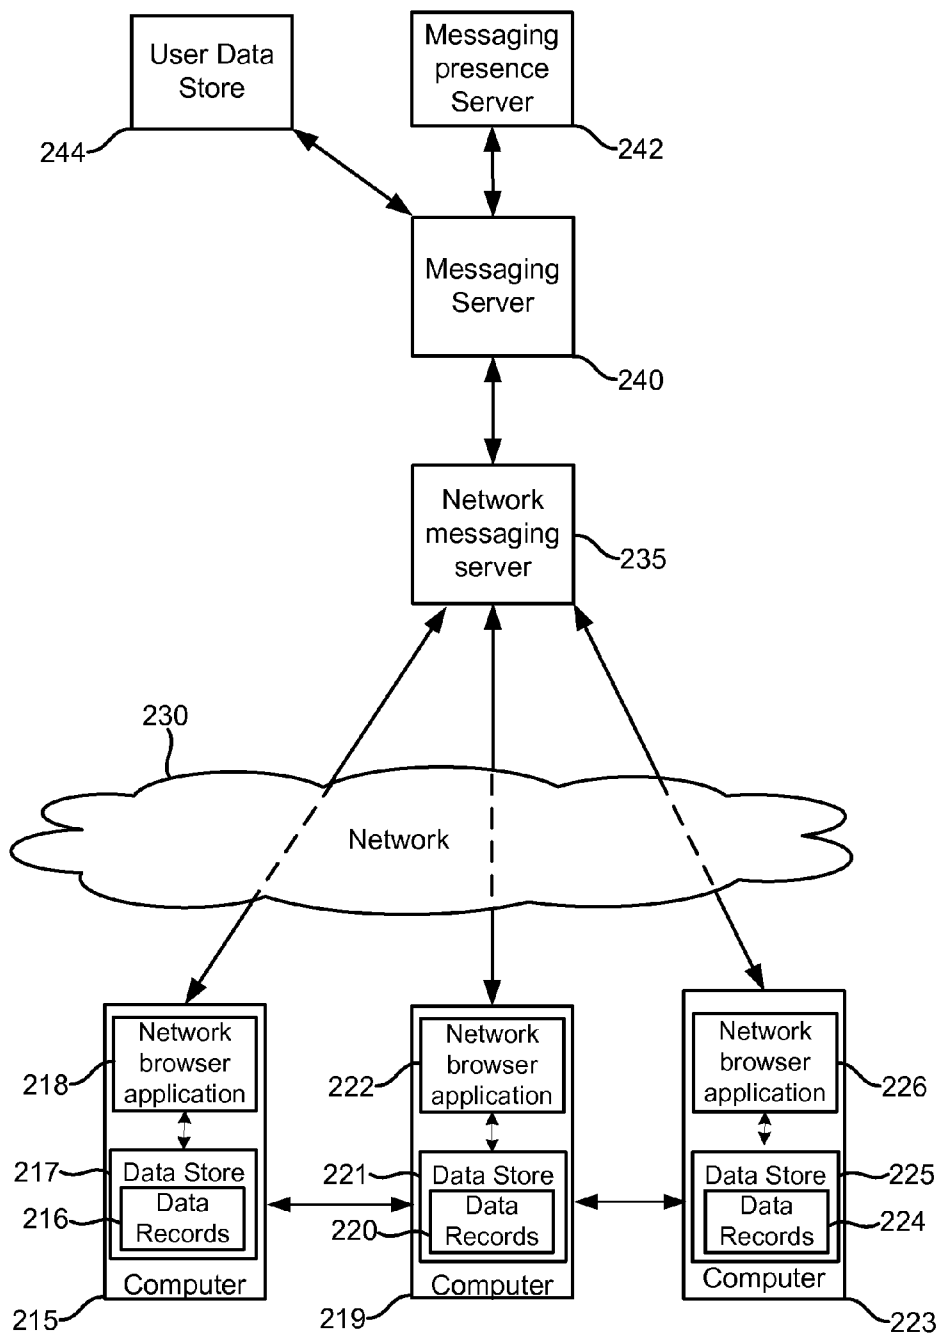 User Data
Store
244
Messaging
presence
Server
242
Messaging
Server
240
Network
messaging
server
235
230
Network
Network
browser
application
218
Data Store
217
Data
Records
216
Computer
215
Network
browser
application
222
Data Store
221
Data
Records
220
Computer
219
Network
browser
application
226
Data Store
225
Data
Records
224
Computer
223